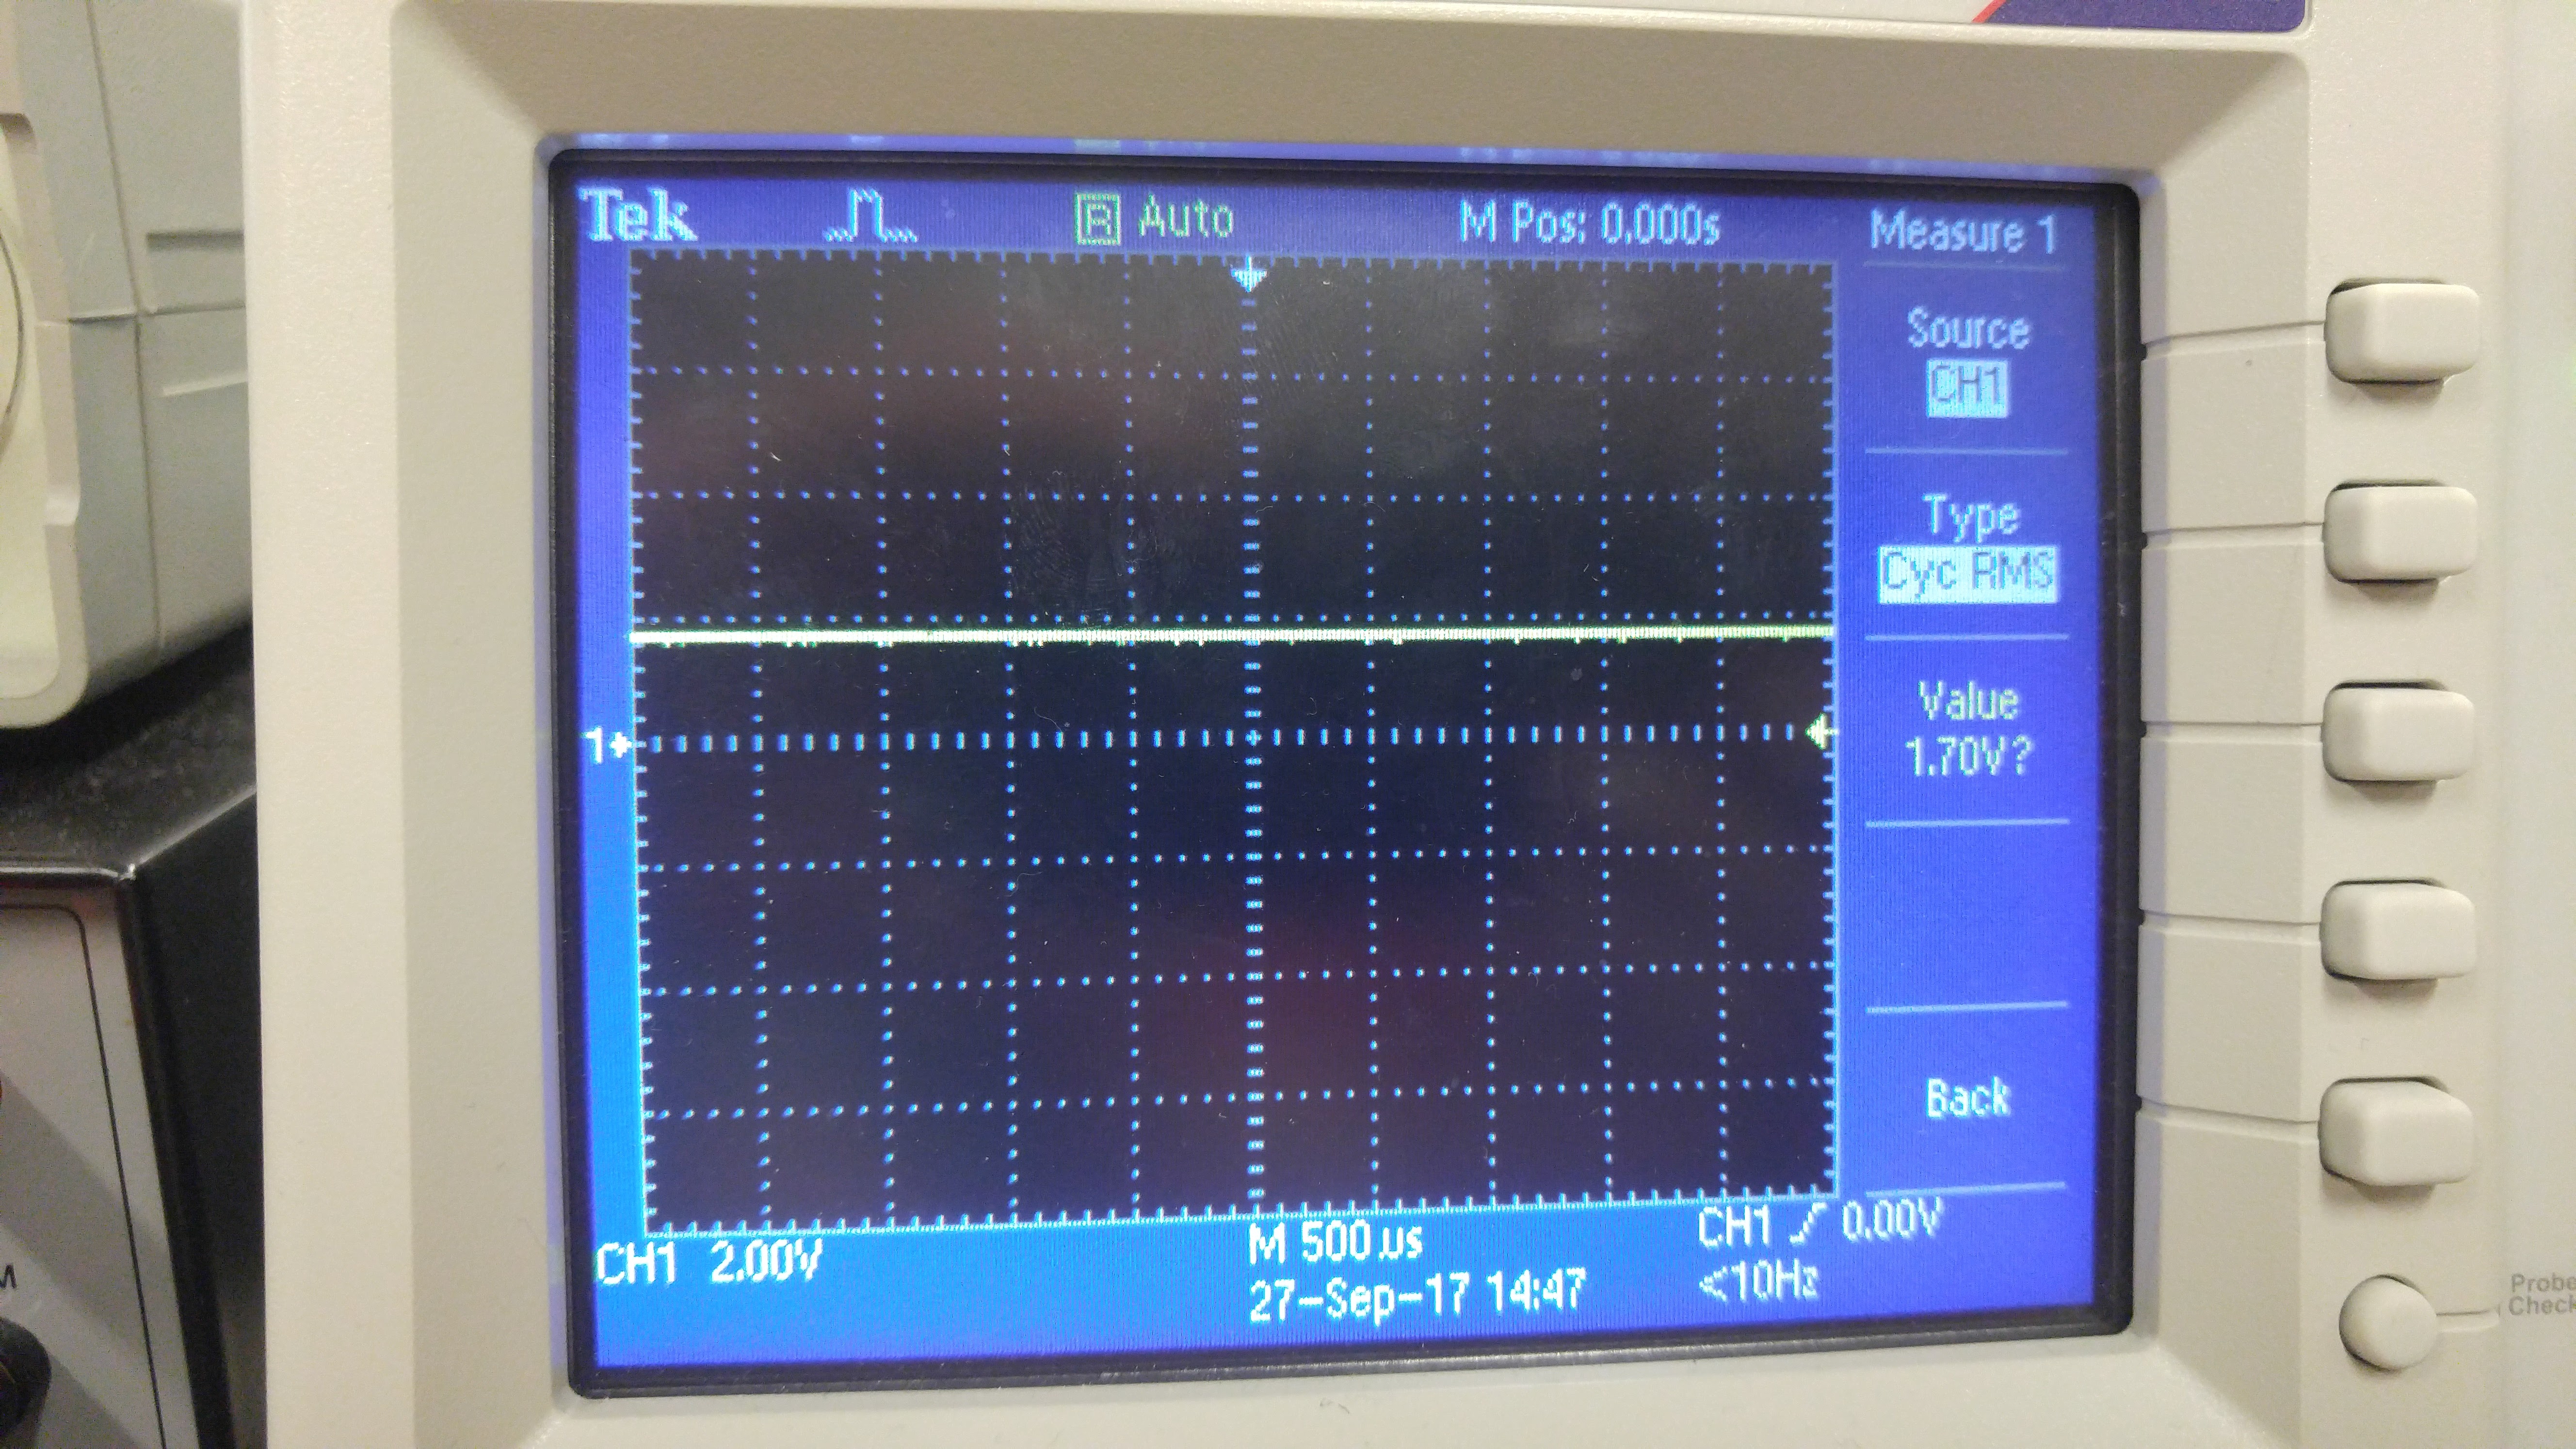 Tek R Auto M Pos: 0.000s Measure 1
Source
CH1
Type
Cyc RMS
1
Value
1.70V?
Back
CH1 2.00V M 500µs CH1 0.00V
27-Sep-17 14:47 <10Hz
Probe
Check
M